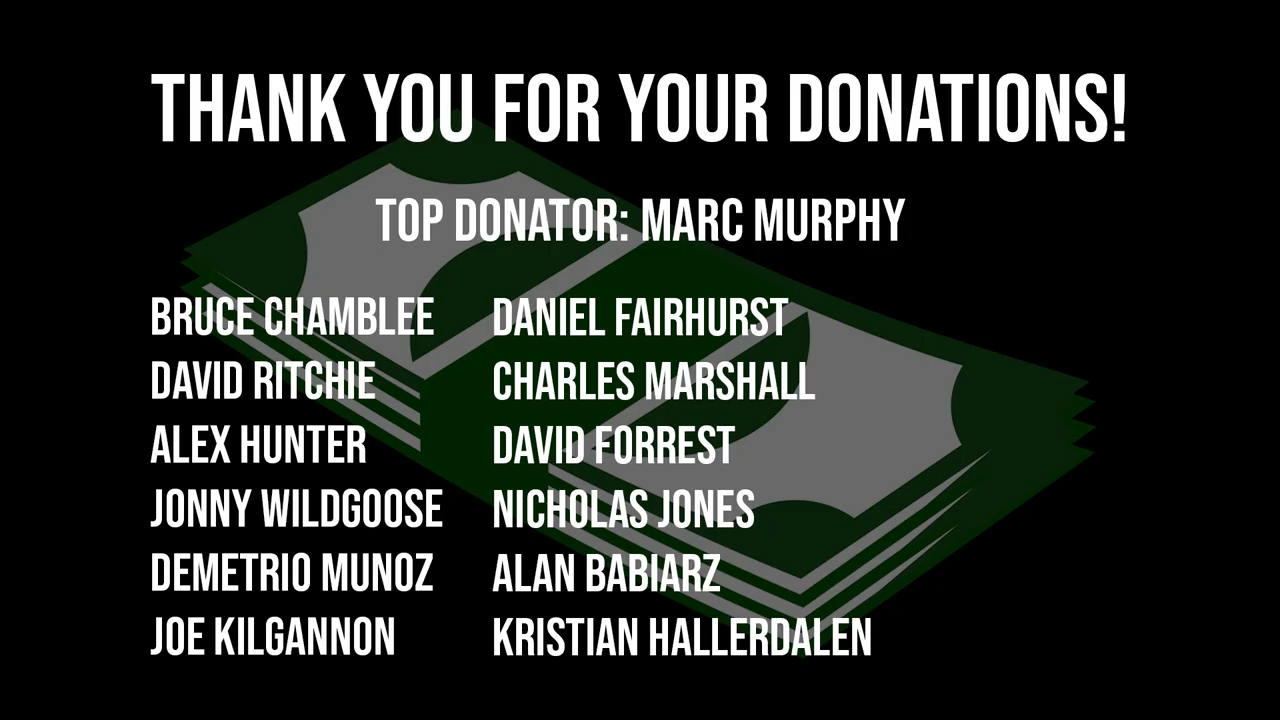 THANK YOU FOR YOUR DONATIONS!
TOP DONATOR: MARC MURPHY
BRUCE CHAMBLEE
DAVID RITCHIE
ALEX HUNTER
JONNY WILDGOOSE
DEMETRIO MUNOZ
JOE KILGANNON
DANIEL FAIRHURST
CHARLES MARSHALL
DAVID FORREST
NICHOLAS JONES
ALAN BABIARZ
KRISTIAN HALLERDALEN